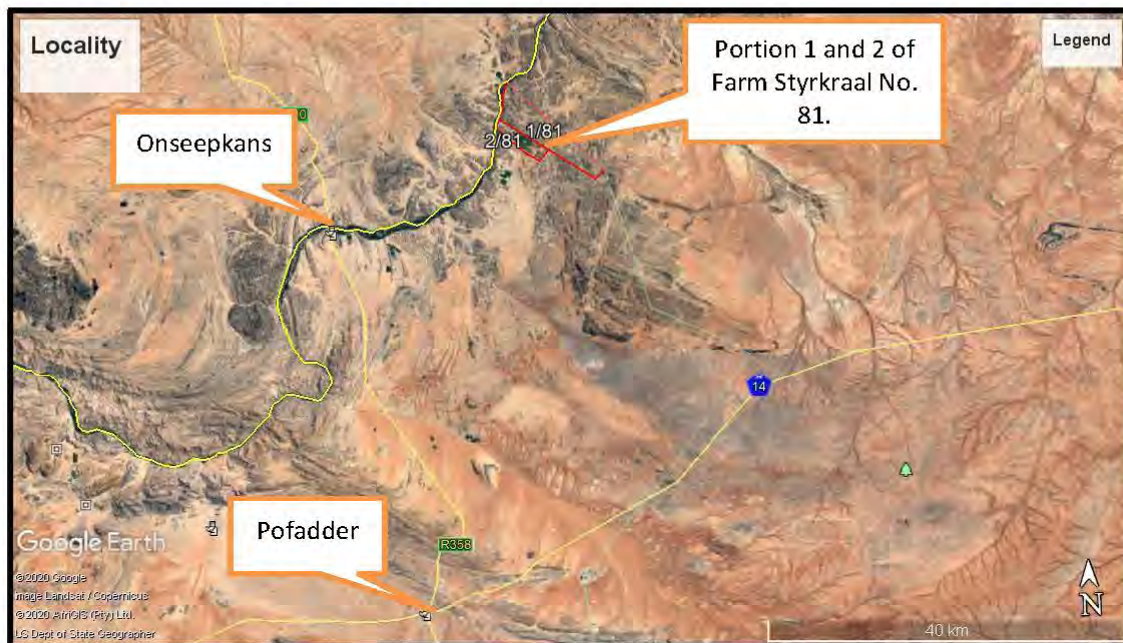 Locality
Legend
Portion 1 and 2 of
Farm Styrkraal No.
81.
Onseepkans
1/81
2/81
14
Pofadder
R358
Google Earth
©2020 Google
Image Landsat / Copernicus
©2020 AfriGIS (Pty) Ltd.
US Dept of State Geographer
N
40 km